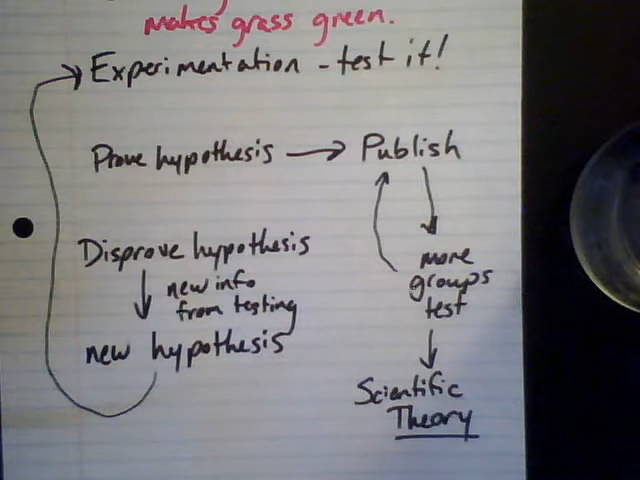 makes grass green.
Experimentation - test it!
Prove hypothesis → Publish
Disprove hypothesis
new info
from testing
new hypothesis
more
groups
test
Scientific
Theory